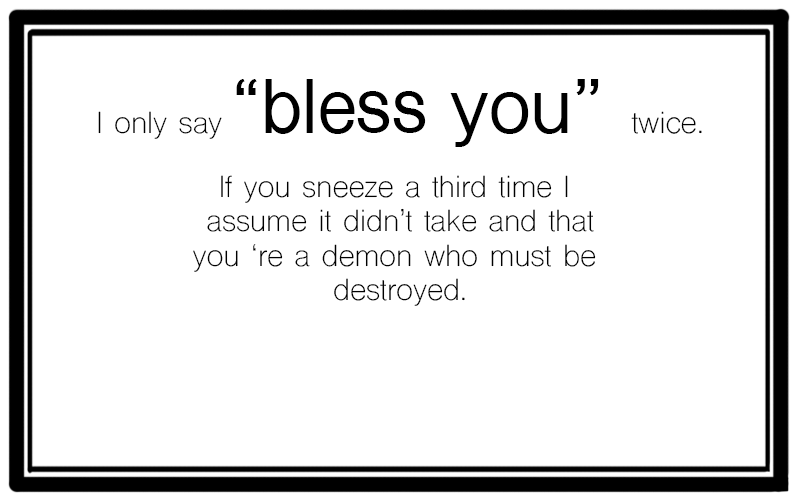 I only say “bless you” twice.
If you sneeze a third time I
assume it didn’t take and that
you ‘re a demon who must be
destroyed.